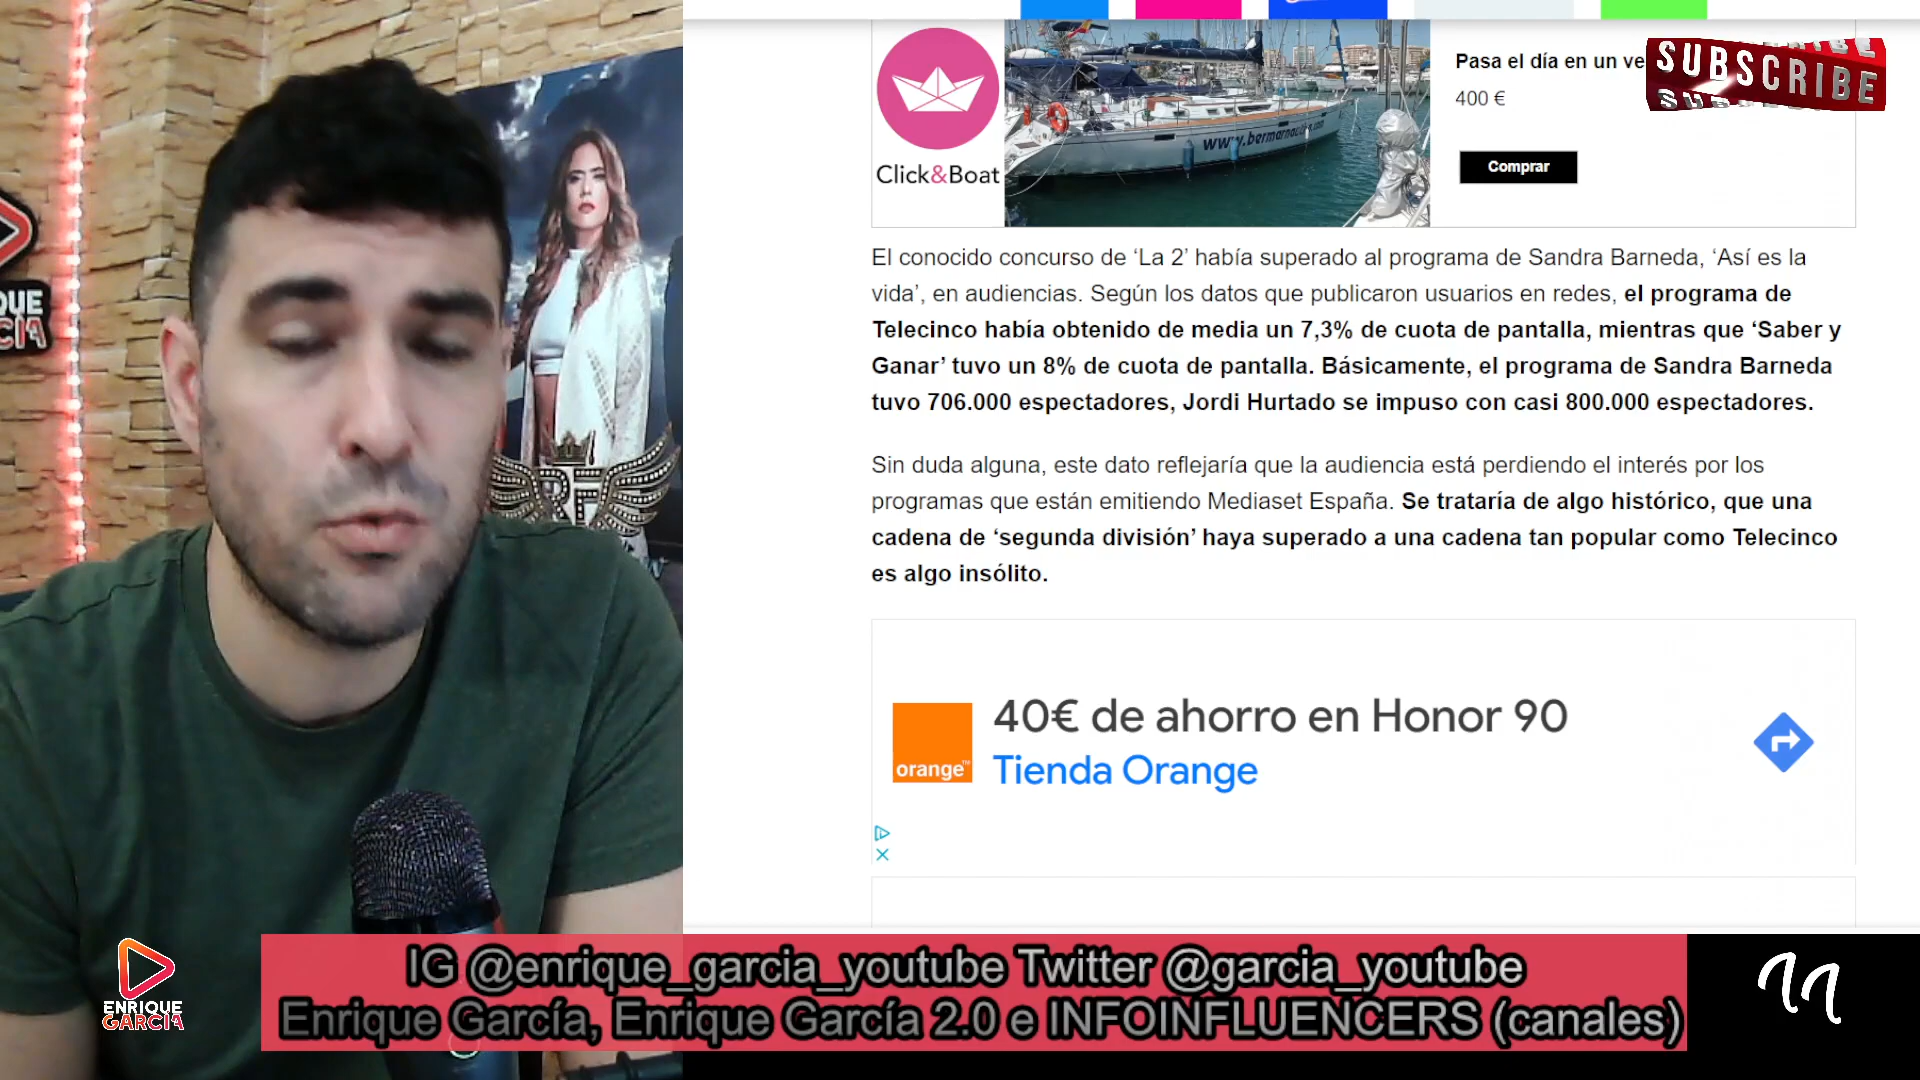 Click&Boat
www.bermarnautic.com
Pasa el día en un ve
400 €
Comprar
SUBSCRIBE
El conocido concurso de ‘La 2’ había superado al programa de Sandra Barneda, ‘Así es la
vida’, en audiencias. Según los datos que publicaron usuarios en redes, el programa de
Telecinco había obtenido de media un 7,3% de cuota de pantalla, mientras que ‘Saber y
Ganar’ tuvo un 8% de cuota de pantalla. Básicamente, el programa de Sandra Barneda
tuvo 706.000 espectadores, Jordi Hurtado se impuso con casi 800.000 espectadores.
Sin duda alguna, este dato reflejaría que la audiencia está perdiendo el interés por los
programas que están emitiendo Mediaset España. Se trataría de algo histórico, que una
cadena de ‘segunda división’ haya superado a una cadena tan popular como Telecinco
es algo insólito.
orange™
40€ de ahorro en Honor 90
Tienda Orange
RF
ENRIQUE
GARCÍA
IG @enrique_garcia_youtube Twitter @garcia_youtube
Enrique García, Enrique García 2.0 e INFOINFLUENCERS (canales)